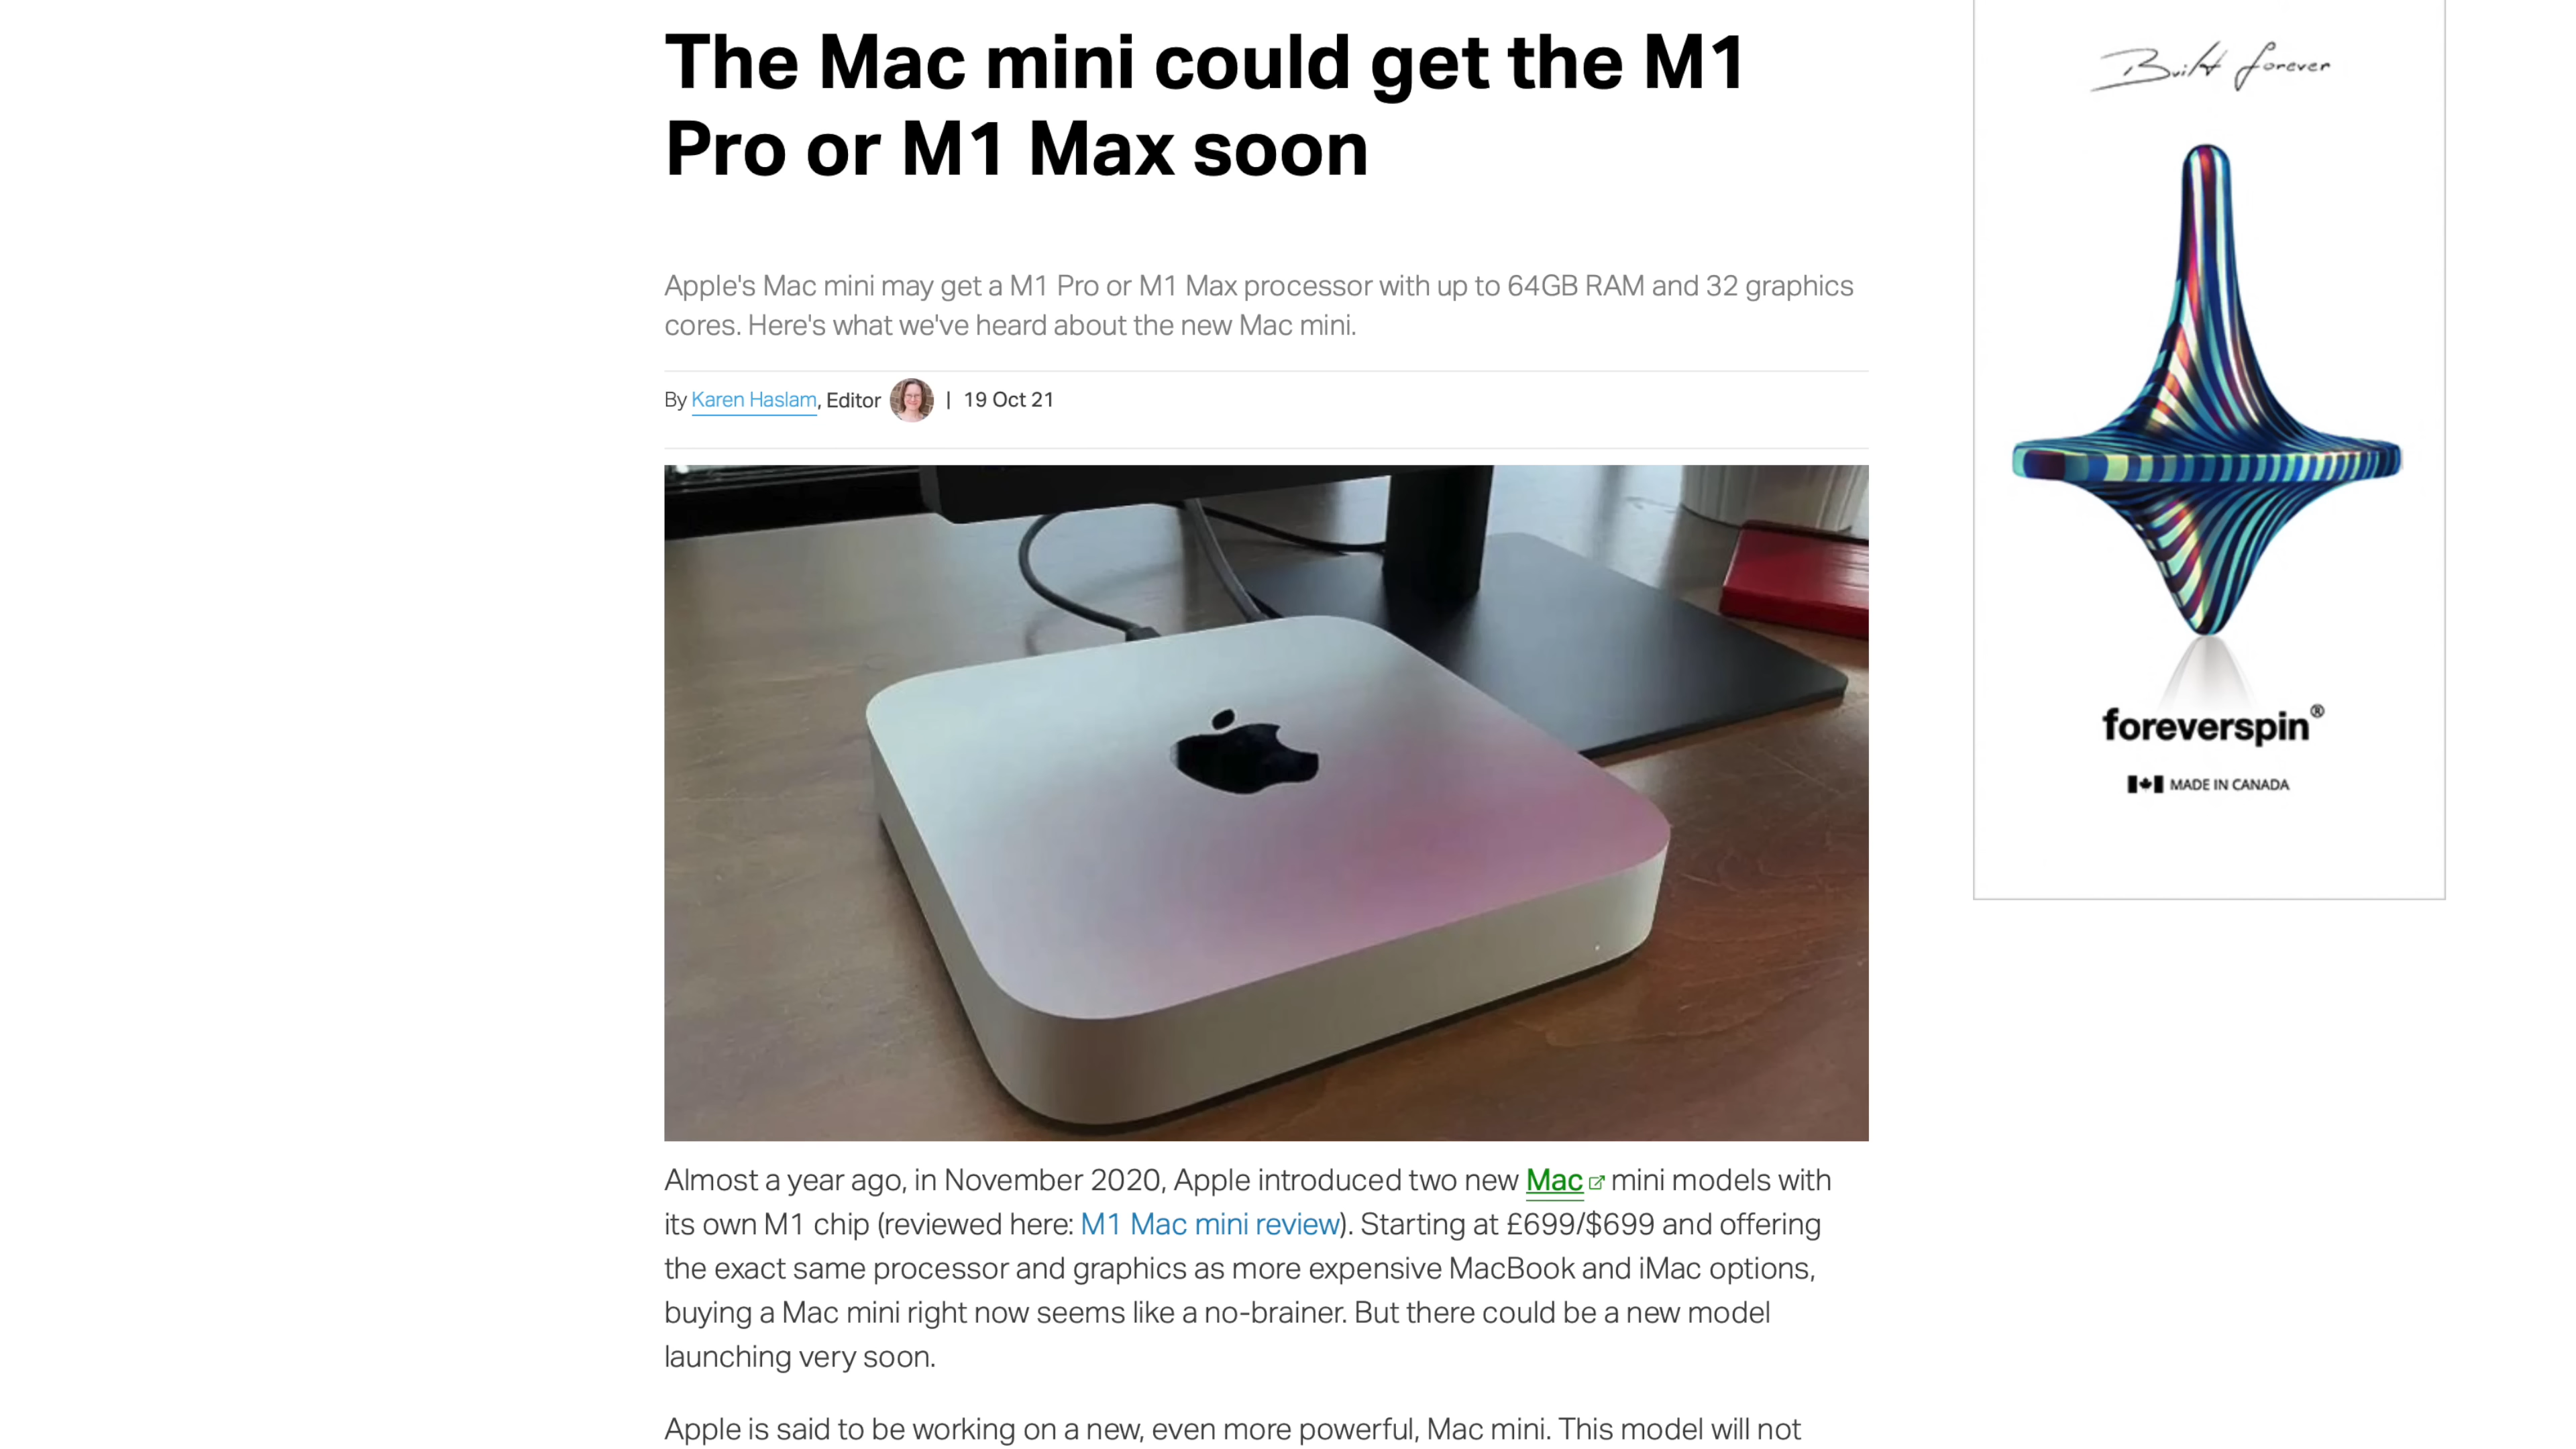 The Mac mini could get the M1
Pro or M1 Max soon
Apple's Mac mini may get a M1 Pro or M1 Max processor with up to 64GB RAM and 32 graphics
cores. Here's what we've heard about the new Mac mini.
By Karen Haslam, Editor | 19 Oct 21
Almost a year ago, in November 2020, Apple introduced two new Mac mini models with
its own M1 chip (reviewed here: M1 Mac mini review). Starting at £699/$699 and offering
the exact same processor and graphics as more expensive MacBook and iMac options,
buying a Mac mini right now seems like a no-brainer. But there could be a new model
launching very soon.
Apple is said to be working on a new, even more powerful, Mac mini. This model will not
Built forever
foreverspin®
MADE IN CANADA